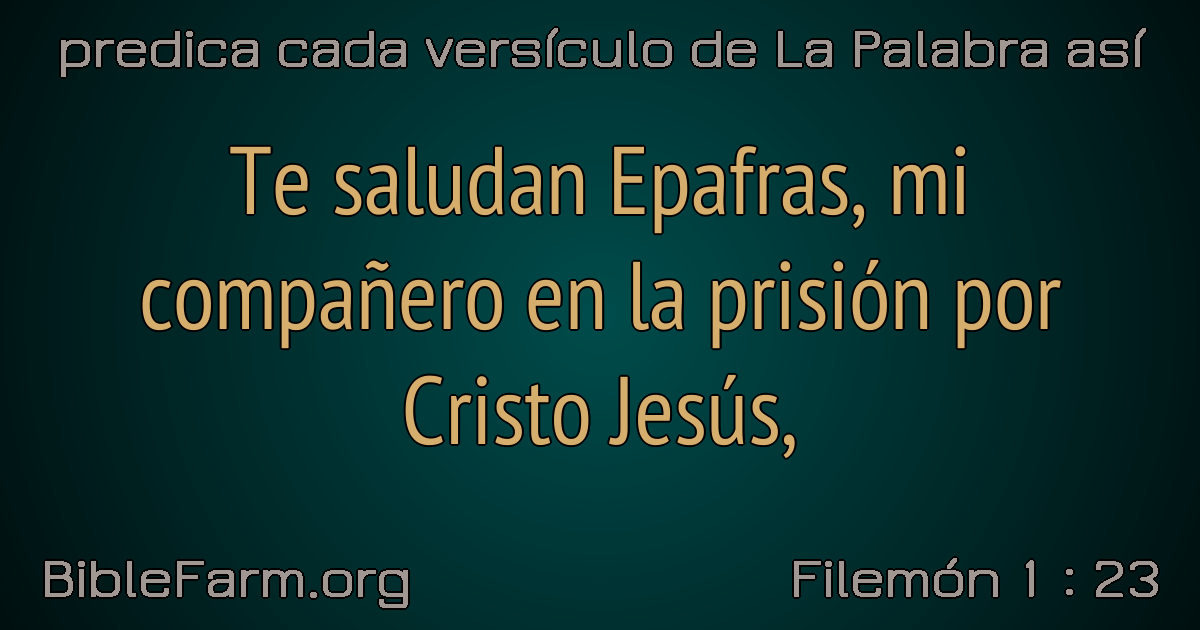 predica cada versículo de La Palabra así
Te saludan Epafras, mi
compañero en la prisión por
Cristo Jesús,
BibleFarm.org
Filemón 1 : 23